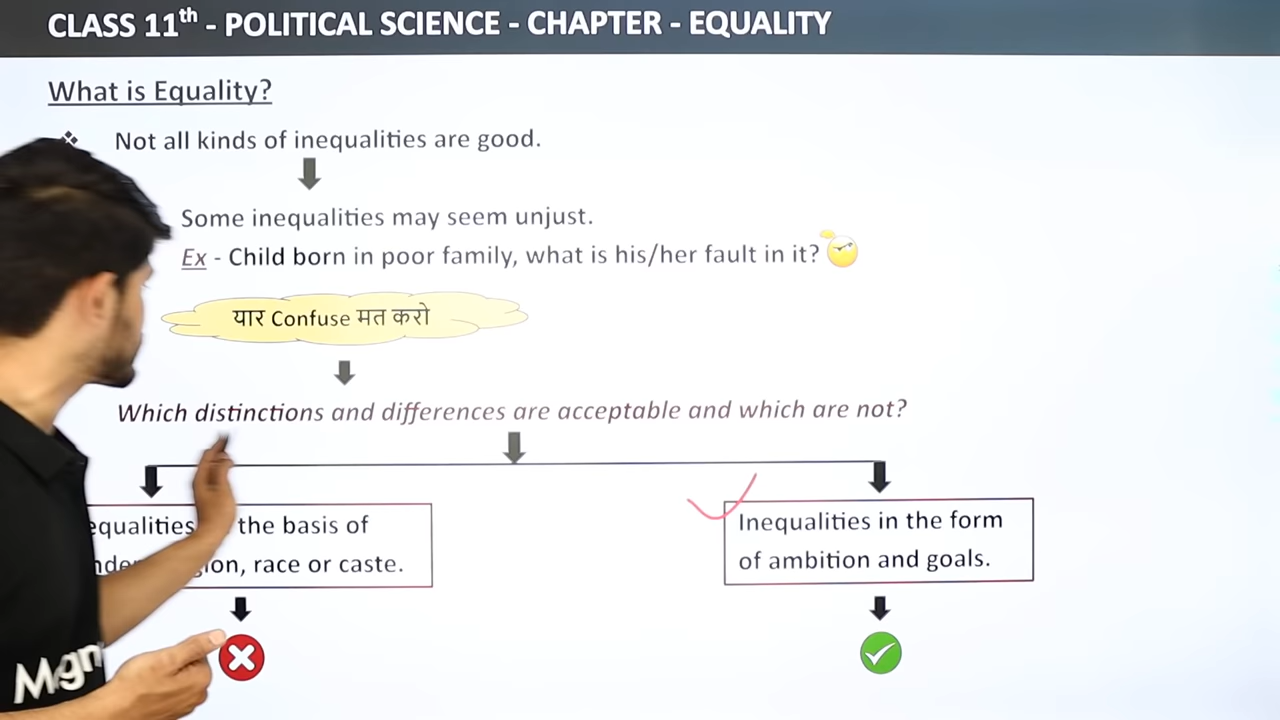 CLASS 11th - POLITICAL SCIENCE - CHAPTER - EQUALITY
What is Equality?
Not all kinds of inequalities are good.
Some inequalities may seem unjust.
Ex - Child born in poor family, what is his/her fault in it?
यार Confuse मत करो
Which distinctions and differences are acceptable and which are not?
equalities the basis of
race or caste.
Inequalities in the form
of ambition and goals.